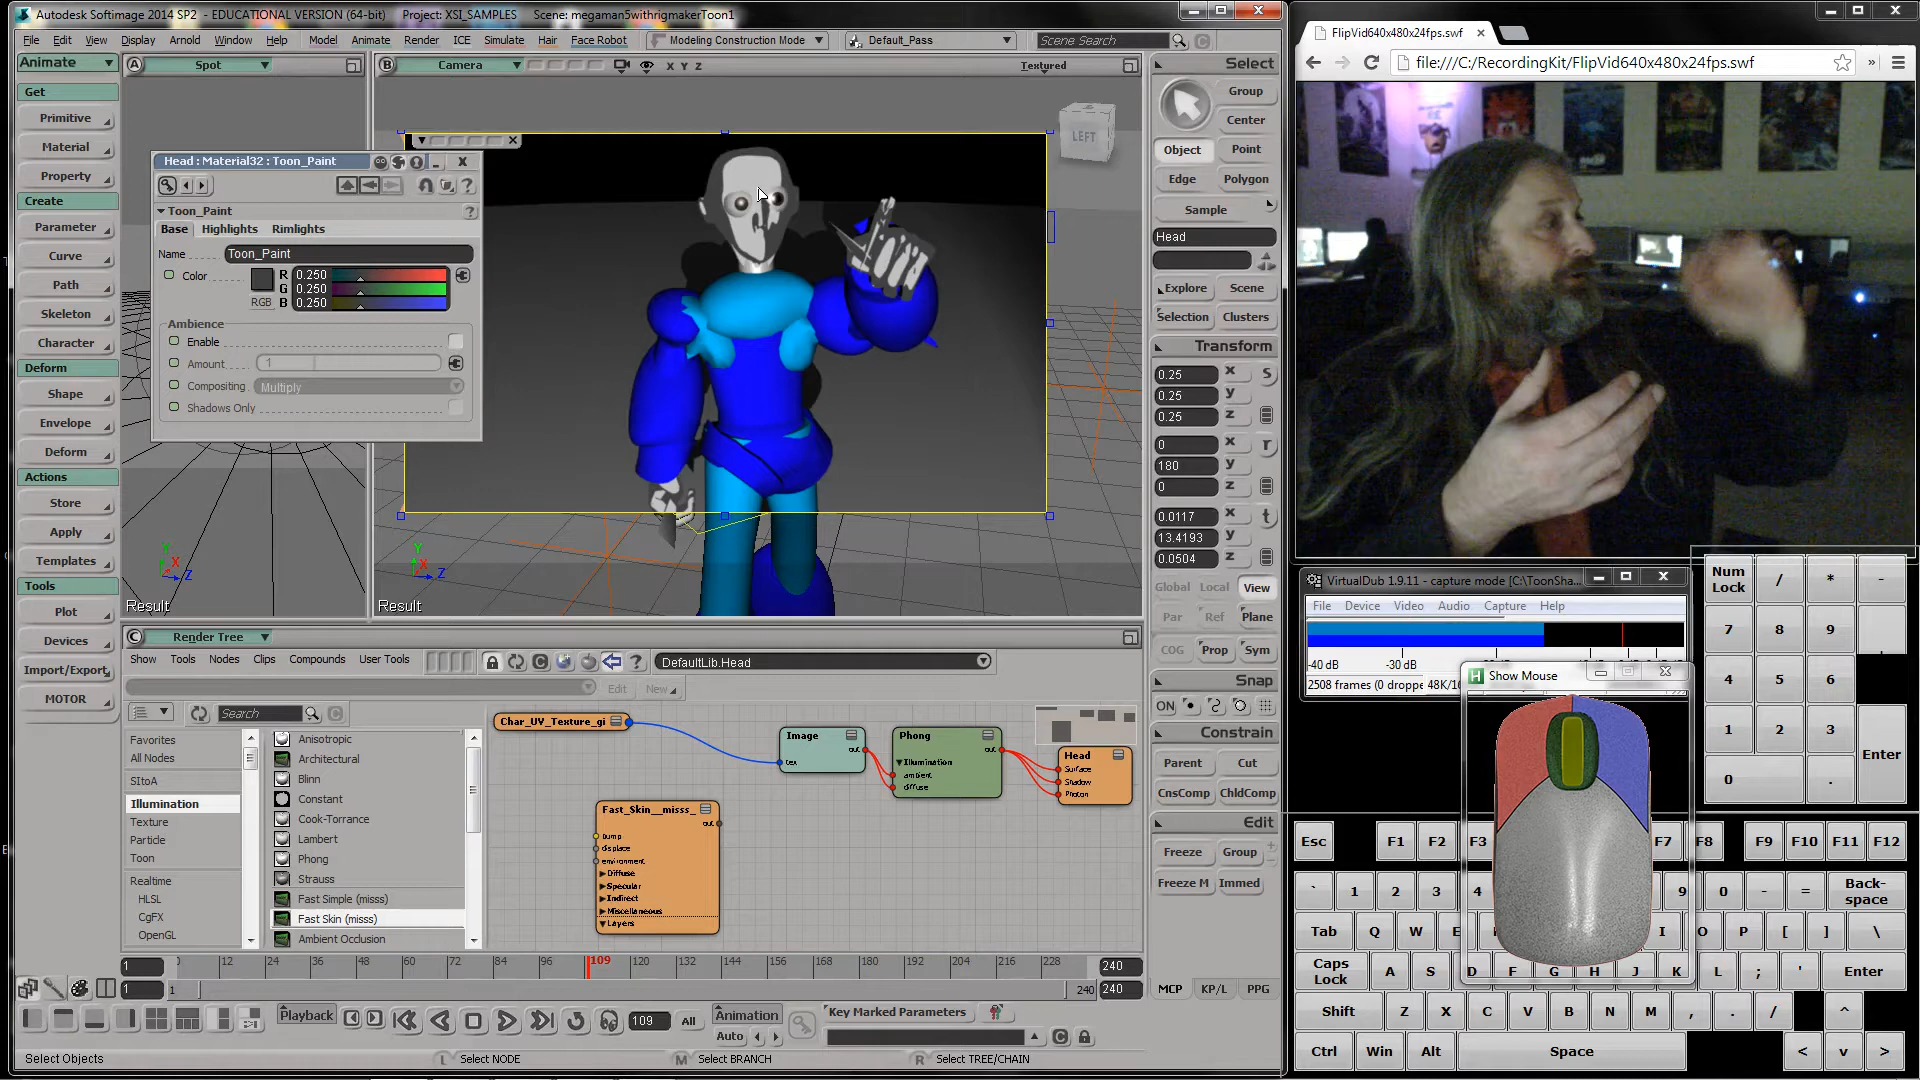 Autodesk Softimage 2014 SP2 - EDUCATIONAL VERSION (64-bit) Project: XSI_SAMPLES Scene: megaman5withrigmakerToon1
File Edit View Display Arnold Window Help Model Animate Render ICE Simulate Hair Face Robot Modeling Construction Mode Default_Pass Scene Search
Animate
Get
Primitive
Material
Property
Create
Parameter
Curve
Path
Skeleton
Character
Deform
Shape
Envelope
Deform
Actions
Store
Apply
Templates
Tools
Plot
Devices
Import/Export
MOTOR
A Spot
B Camera X Y Z Textured
LEFT
Head : Material32 : Toon_Paint
Toon_Paint
Base Highlights Rimlights
Name Toon_Paint
Color R 0.250
G 0.250
RGB B 0.250
Ambience
Enable
Amount 1
Compositing Multiply
Shadows Only
Y
X
Z
Result
Y
X
Z
Result
C Render Tree
Show Tools Nodes Clips Compounds User Tools DefaultLib.Head
Edit New
Search
Favorites
All Nodes
SItoA
Illumination
Texture
Particle
Toon
Realtime
HLSL
CgFX
OpenGL
Anisotropic
Architectural
Blinn
Constant
Cook-Torrance
Lambert
Phong
Strauss
Fast Simple (misss)
Fast Skin (misss)
Ambient Occlusion
Char_UV_Texture_gi
Image
out
tex
Phong
out
Illumination
ambient
diffuse
Head
Surface
Shadow
Photon
Fast_Skin__misss_
out
bump
displace
environment
Diffuse
Specular
Indirect
Miscellaneous
Layers
1 12 24 36 48 60 72 84 96 109 120 132 144 156 168 180 192 204 216 228 240
1 1 240 240
Playback 109 All Animation
Auto
Key Marked Parameters
Select Objects L Select NODE M Select BRANCH R Select TREE/CHAIN
Select
Group
Center
Object Point
Edge Polygon
Sample
Head
Explore Scene
Selection Clusters
Transform
0.25 x s
0.25 y
0.25 z
0 x r
180 y
0 z
0.0117 x t
13.4193 y
0.0504 z
Global Local View
Par Ref Plane
COG Prop Sym
Snap
ON
Constrain
Parent Cut
CnsComp ChldComp
Edit
Freeze Group
Freeze M Immed
MCP KP/L PPG
FlipVid640x480x24fps.swf
file:///C:/RecordingKit/FlipVid640x480x24fps.swf
VirtualDub 1.9.11 - capture mode [C:\ToonSha...
File Device Video Audio Capture Help
-40 dB -30 dB
2508 frames (0 droppe 48K/1
Show Mouse
Num Lock / * -
7 8 9
4 5 6
1 2 3
0 . Enter
Esc F1 F2 F3 F7 F8 F9 F10 F11 F12
` 1 2 3 4 9 0 - = Back-space
Tab Q W E I O P [ ] \
Caps Lock A S D F G H J K L ; ' Enter
Shift Z X C V B N M , . / ^
Ctrl Win Alt Space < v >